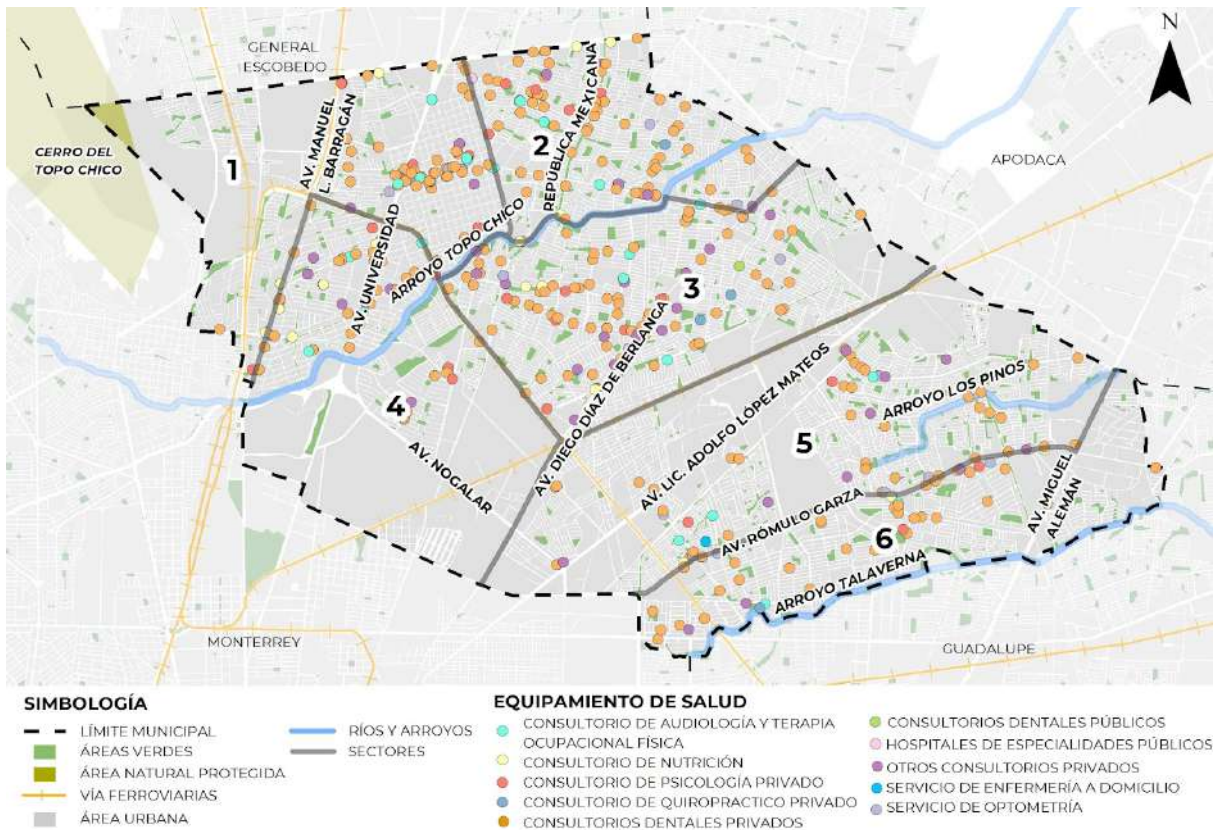 N
GENERAL
ESCOBEDO
CERRO DEL
TOPO CHICO
1
AV. MANUEL
L. BARRAGÁN
2
REPÚBLICA MEXICANA
APODACA
AV. UNIVERSIDAD
ARROYO TOPO CHICO
3
4
AV. NOGALAR
AV. DIEGO DÍAZ DE BERLANGA
AV. LIC. ADOLFO LÓPEZ MATEOS
ARROYO LOS PINOS
5
AV. RÓMULO GARZA
AV. MIGUEL
ALEMÁN
6
ARROYO TALAVERNA
MONTERREY
GUADALUPE
SIMBOLOGÍA
LÍMITE MUNICIPAL
ÁREAS VERDES
ÁREA NATURAL PROTEGIDA
VÍA FERROVIARIAS
ÁREA URBANA
RÍOS Y ARROYOS
SECTORES
EQUIPAMIENTO DE SALUD
CONSULTORIO DE AUDIOLOGÍA Y TERAPIA
OCUPACIONAL FÍSICA
CONSULTORIO DE NUTRICIÓN
CONSULTORIO DE PSICOLOGÍA PRIVADO
CONSULTORIO DE QUIROPRACTICO PRIVADO
CONSULTORIOS DENTALES PRIVADOS
CONSULTORIOS DENTALES PÚBLICOS
HOSPITALES DE ESPECIALIDADES PÚBLICOS
OTROS CONSULTORIOS PRIVADOS
SERVICIO DE ENFERMERÍA A DOMICILIO
SERVICIO DE OPTOMETRÍA